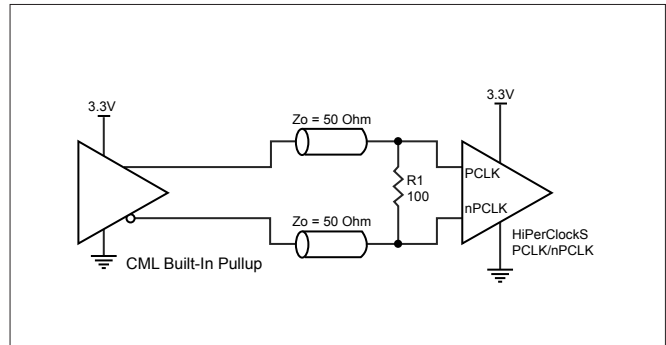 3.3V
3.3V
Zo = 50 Ohm
PCLK
R1
100
nPCLK
Zo = 50 Ohm
HiPerClockS
PCLK/nPCLK
CML Built-In Pullup